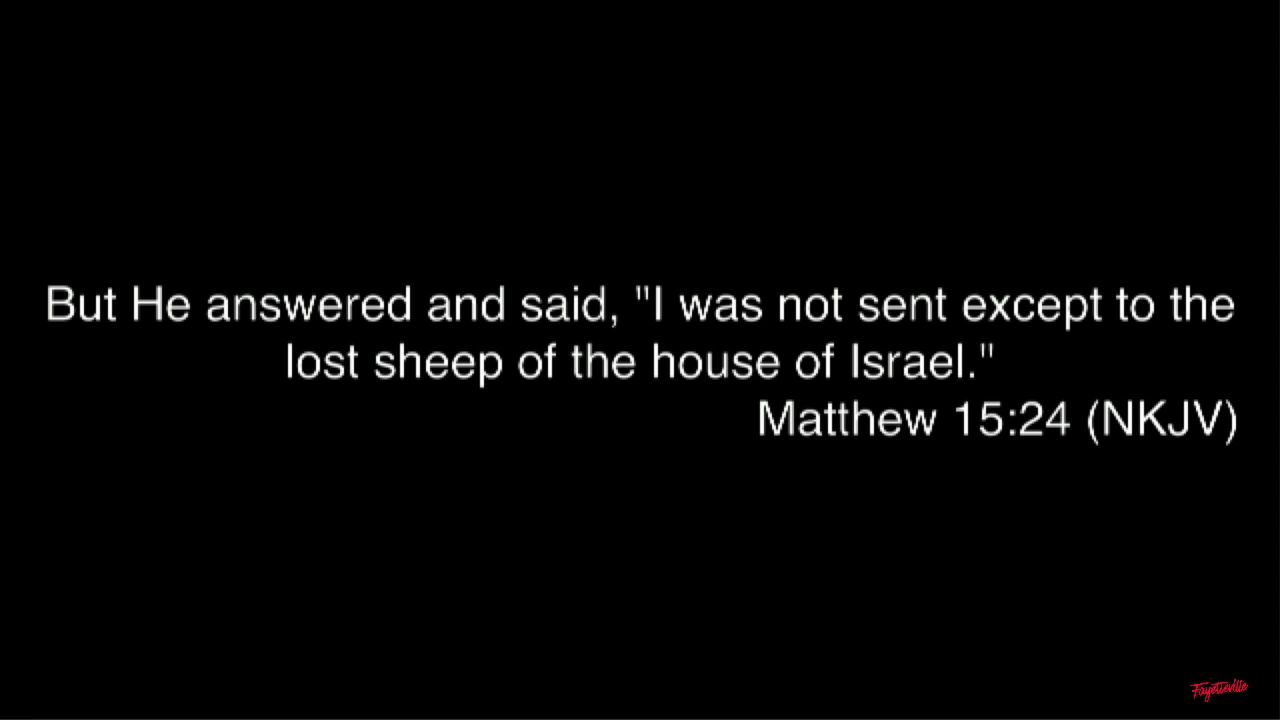 But He answered and said, "I was not sent except to the
lost sheep of the house of Israel."
Matthew 15:24 (NKJV)
Fayetteville